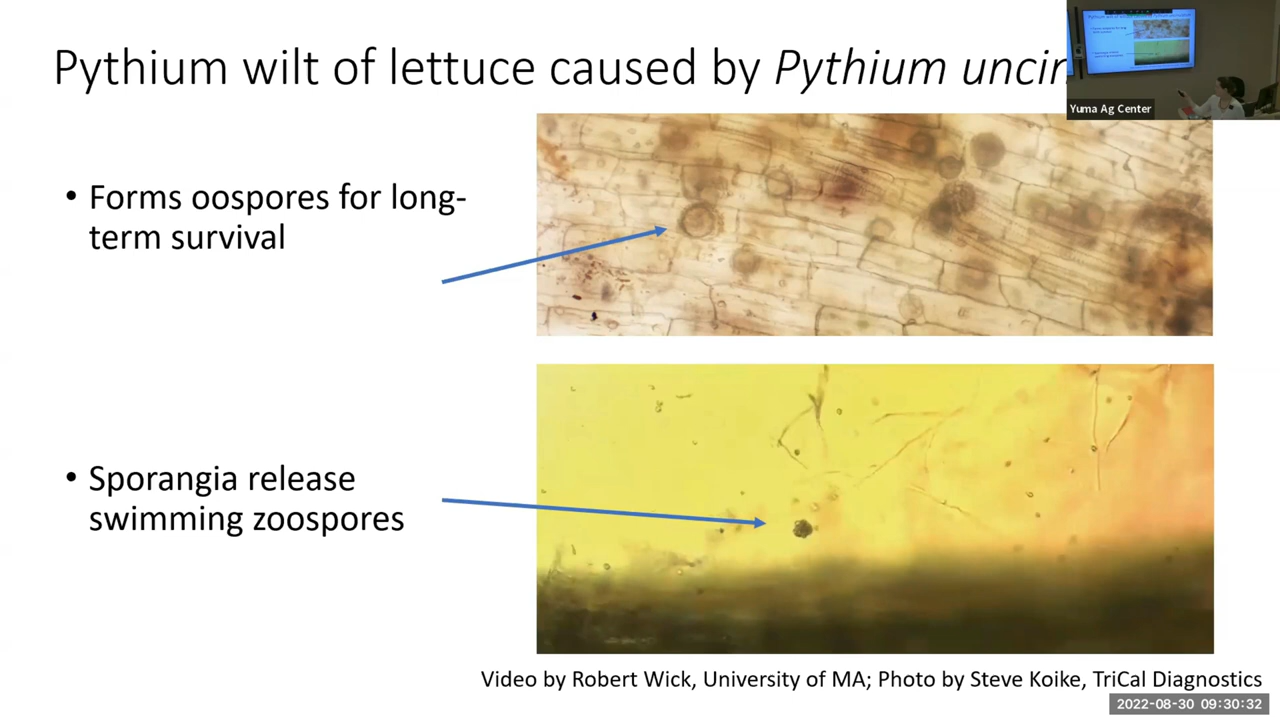 Pythium wilt of lettuce caused by Pythium uncin
Yuma Ag Center
• Forms oospores for long-
term survival
• Sporangia release
swimming zoospores
Video by Robert Wick, University of MA; Photo by Steve Koike, TriCal Diagnostics
2022-08-30 09:30:32